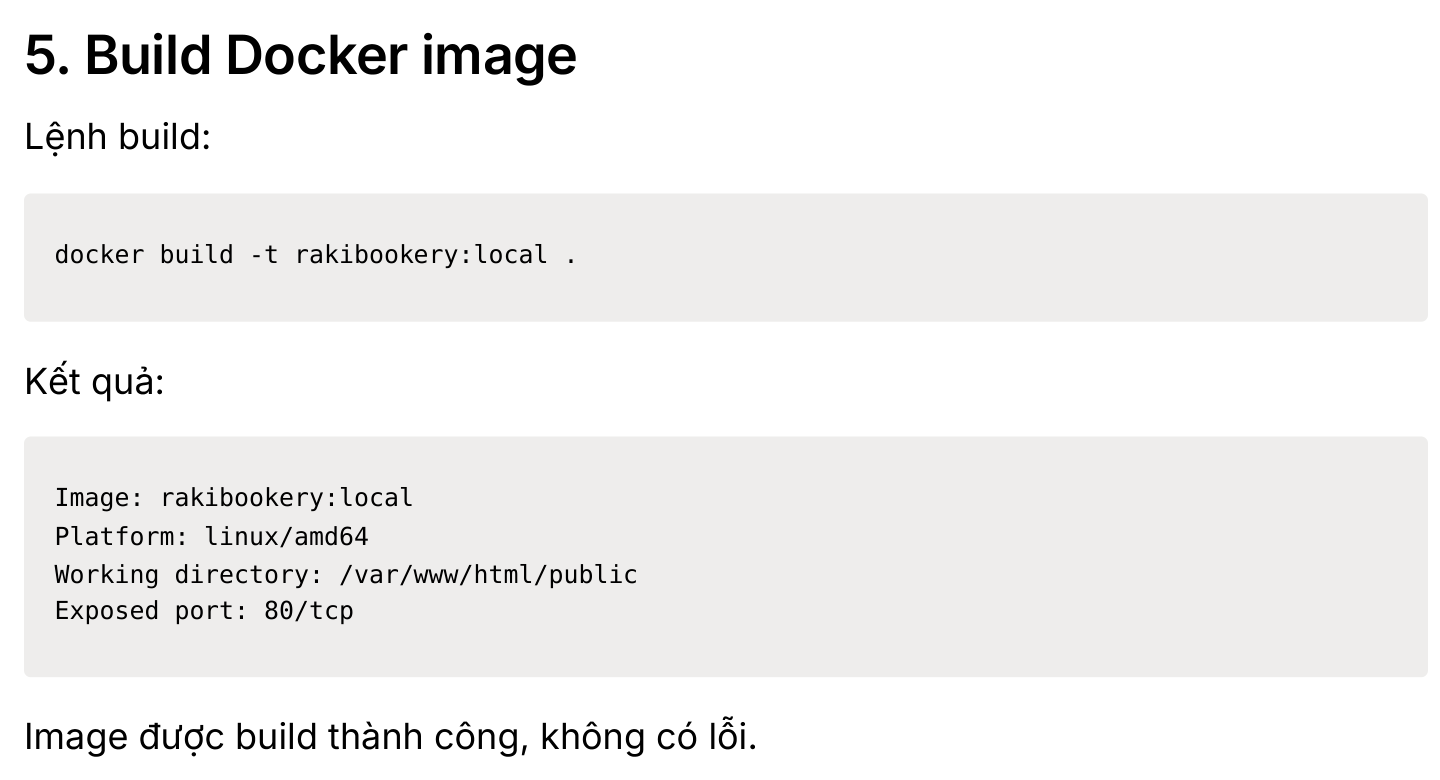 5. Build Docker image
Lệnh build:
docker build -t rakibookery:local .
Kết quả:
Image: rakibookery:local
Platform: linux/amd64
Working directory: /var/www/html/public
Exposed port: 80/tcp
Image được build thành công, không có lỗi.